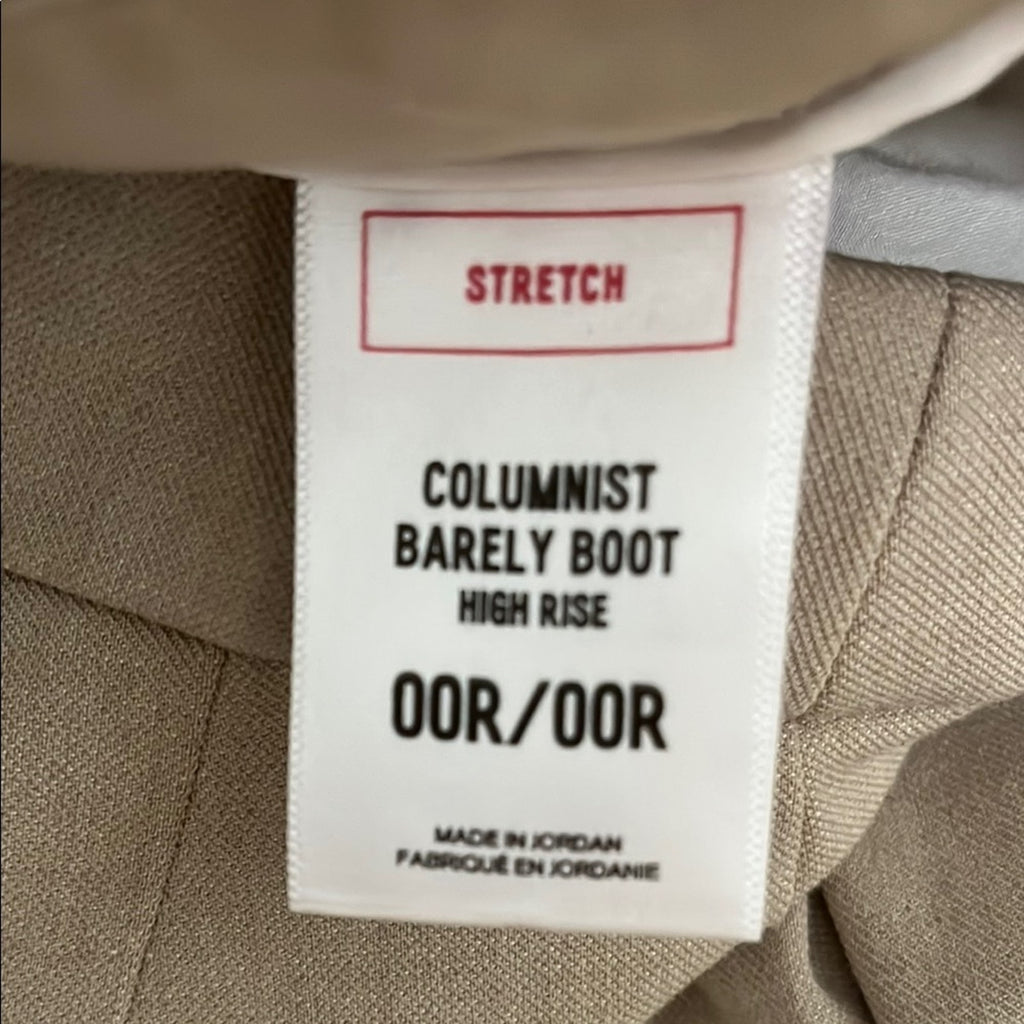 STRETCH
COLUMNIST
BARELY BOOT
HIGH RISE
00R/00R
MADE IN JORDAN
FABRIQUÉ EN JORDANIE